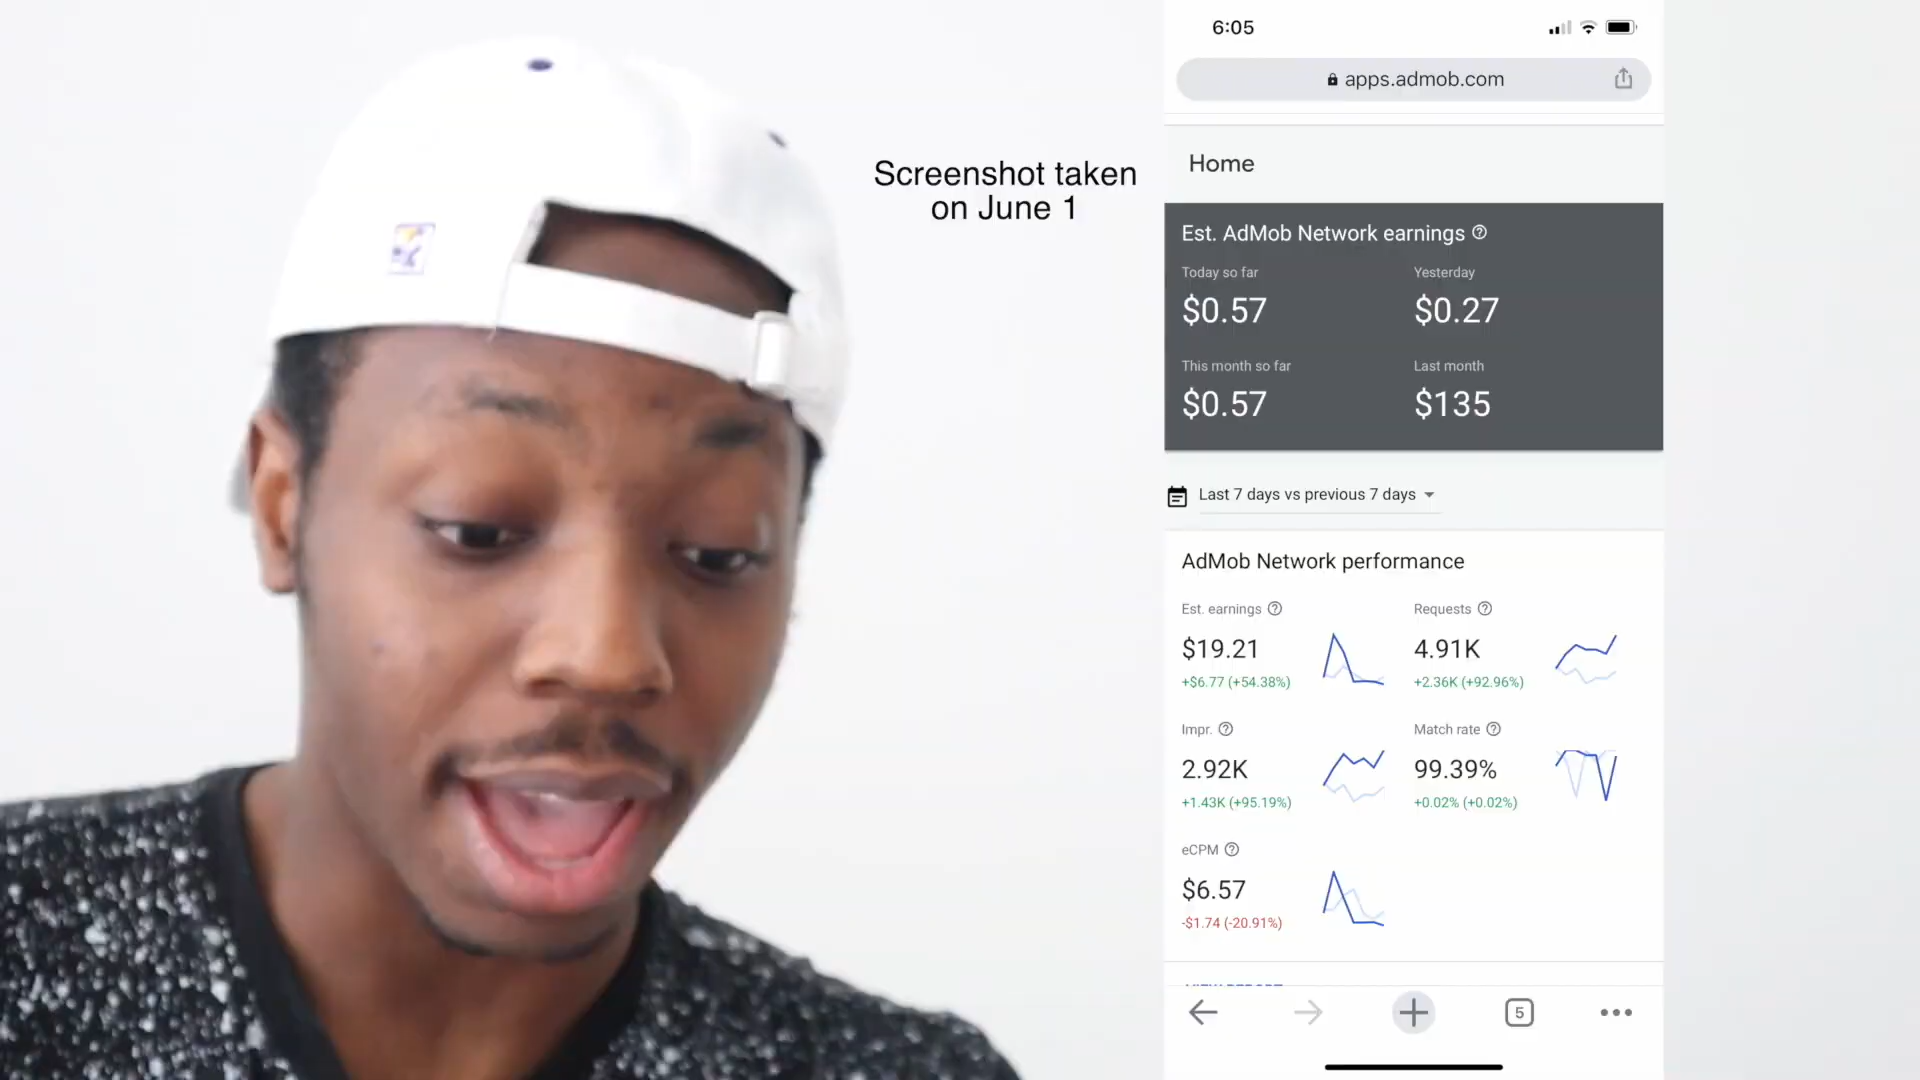 6:05
apps.admob.com
Screenshot taken
on June 1
Home
Est. AdMob Network earnings
Today so far Yesterday
$0.57 $0.27
This month so far Last month
$0.57 $135
Last 7 days vs previous 7 days
AdMob Network performance
Est. earnings Requests
$19.21 4.91K
+$6.77 (+54.38%) +2.36K (+92.96%)
Impr. Match rate
2.92K 99.39%
+1.43K (+95.19%) +0.02% (+0.02%)
eCPM
$6.57
-$1.74 (-20.91%)
5